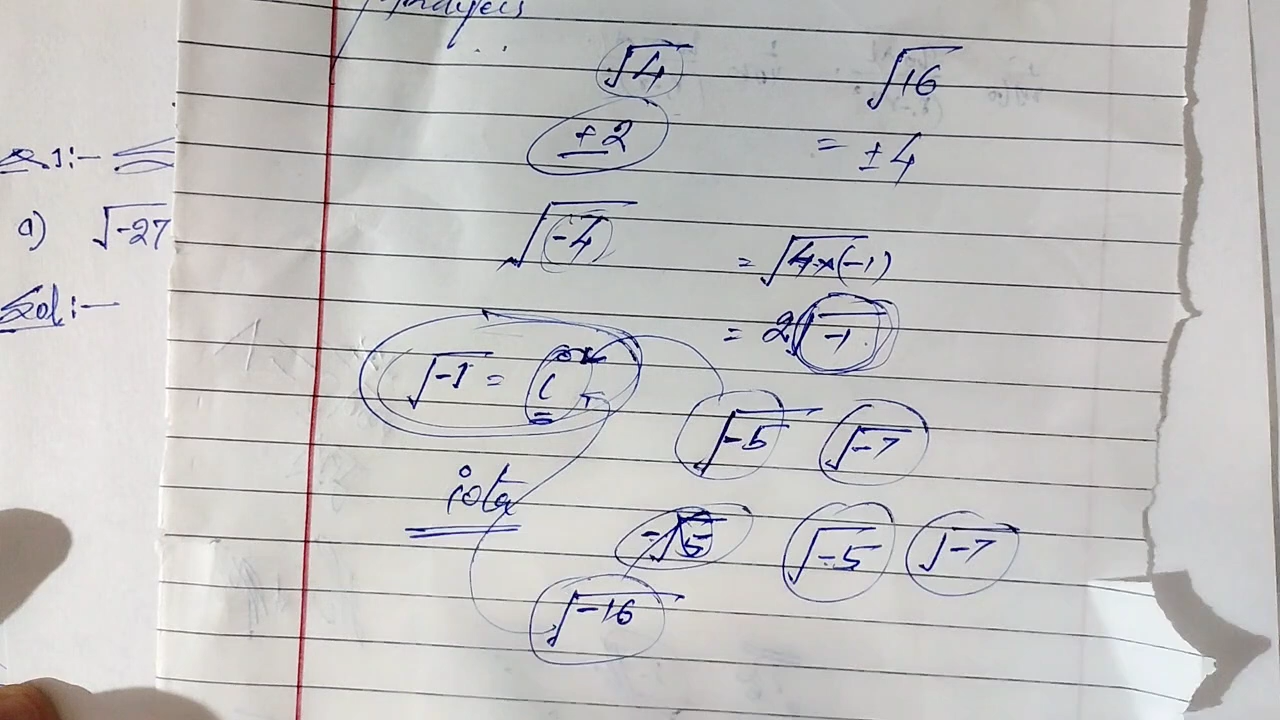 √4 √16
±2 = ±4
1:-
a) √-27
√-4 = √4×(-1)
Sol:-
= 2√-1
√-1 = i
√-5 √-7
iota
-√5 √-5 √-7
√-16